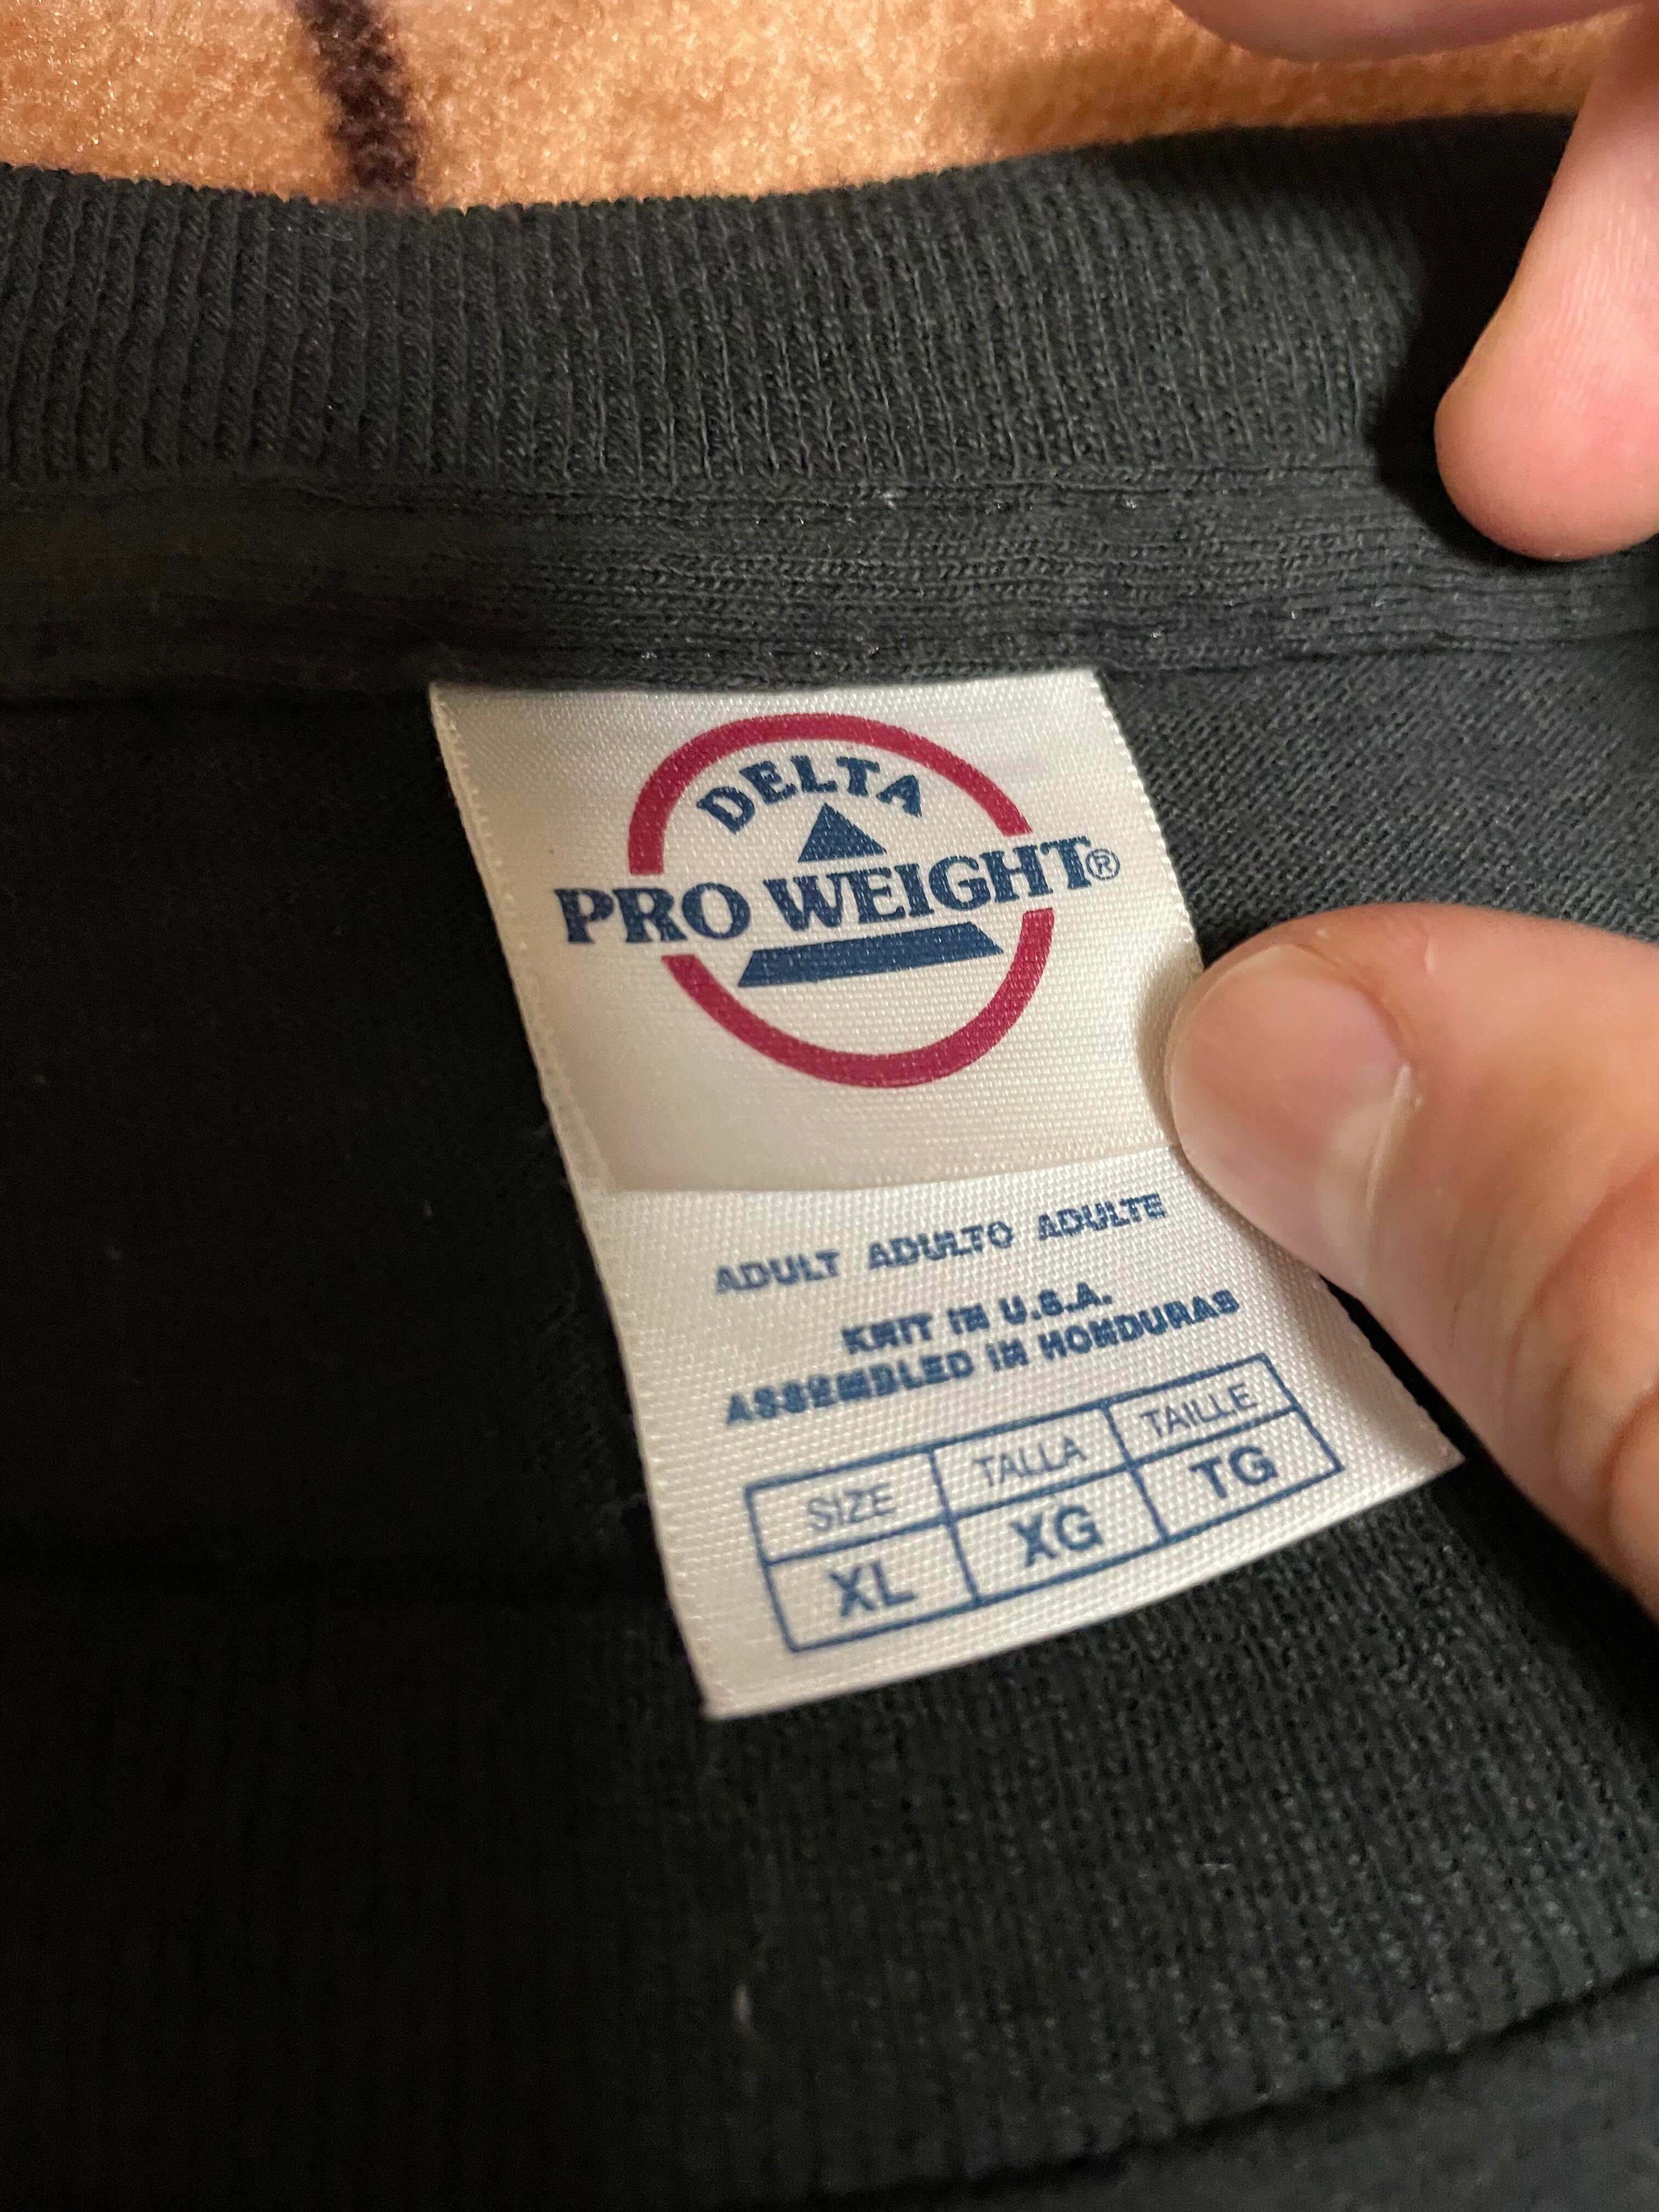 DELTA
PRO WEIGHT®
ADULT ADULTO ADULTE
KNIT IN U.S.A.
ASSEMBLED IN HONDURAS
SIZE TALLA TAILLE
XL XG TG